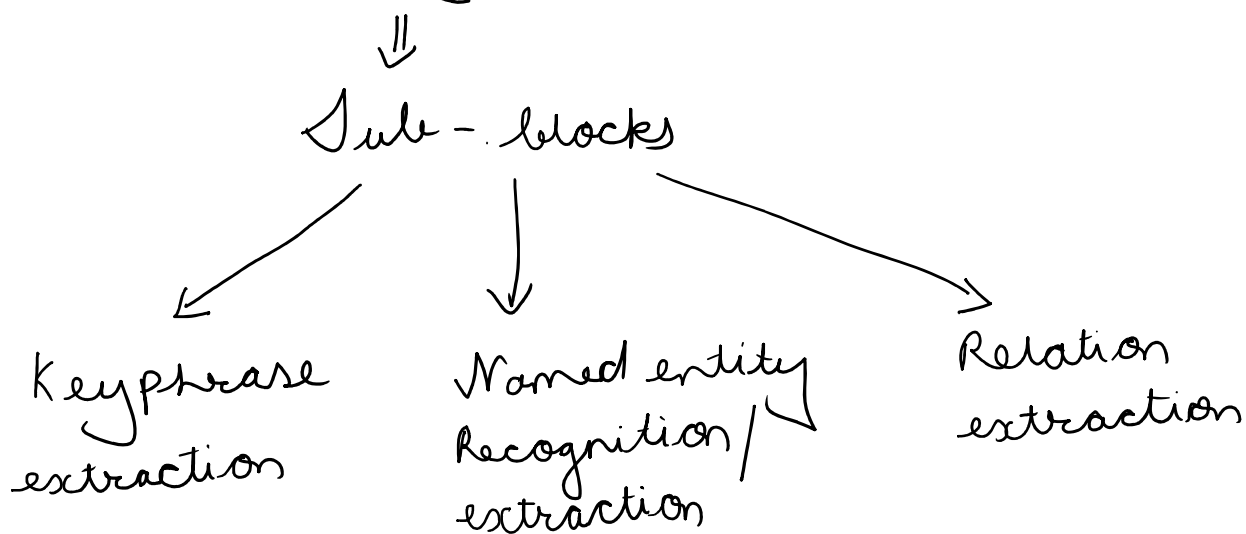 Sub - blocks
Keyphrase
extraction
Named entity
Recognition /
extraction
Relation
extraction